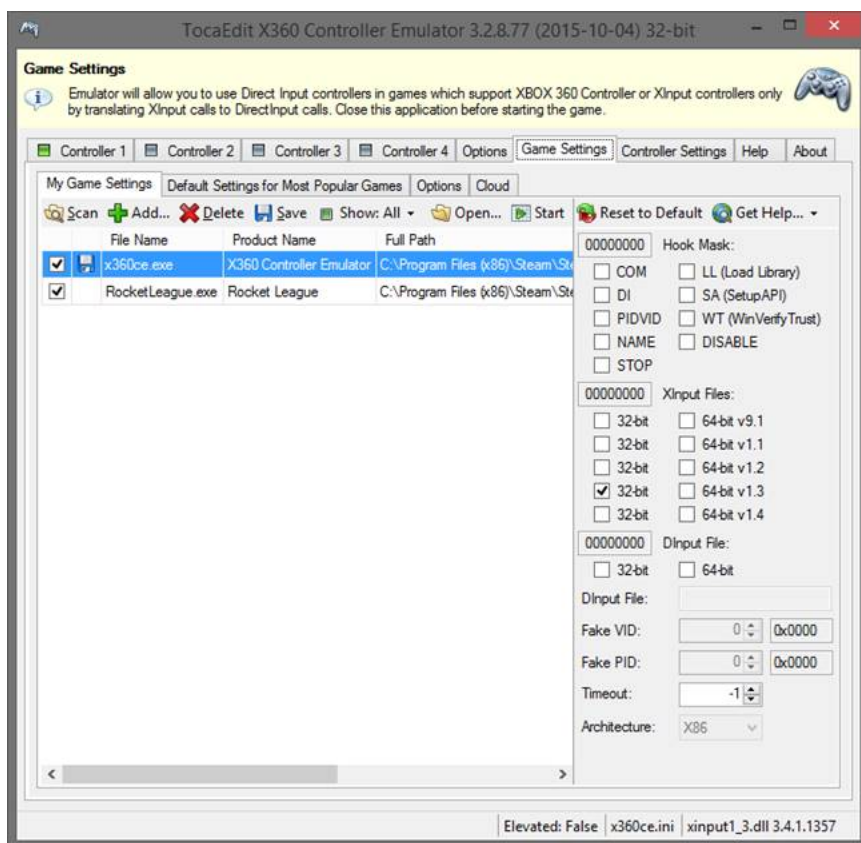 TocaEdit X360 Controller Emulator 3.2.8.77 (2015-10-04) 32-bit
Game Settings
Emulator will allow you to use Direct Input controllers in games which support XBOX 360 Controller or XInput controllers only
by translating XInput calls to DirectInput calls. Close this application before starting the game.
Controller 1 Controller 2 Controller 3 Controller 4 Options Game Settings Controller Settings Help About
My Game Settings Default Settings for Most Popular Games Options Cloud
Scan Add... Delete Save Show: All Open... Start Reset to Default Get Help...
File Name Product Name Full Path
x360ce.exe X360 Controller Emulator C:\Program Files (x86)\Steam\Ste
RocketLeague.exe Rocket League C:\Program Files (x86)\Steam\Ste
00000000 Hook Mask:
COM LL (Load Library)
DI SA (SetupAPI)
PIDVID WT (WinVerifyTrust)
NAME DISABLE
STOP
00000000 XInput Files:
32-bit 64-bit v9.1
32-bit 64-bit v1.1
32-bit 64-bit v1.2
32-bit 64-bit v1.3
32-bit 64-bit v1.4
00000000 DInput File:
32-bit 64-bit
DInput File:
Fake VID: 0 0x0000
Fake PID: 0 0x0000
Timeout: -1
Architecture: X86
Elevated: False x360ce.ini xinput1_3.dll 3.4.1.1357